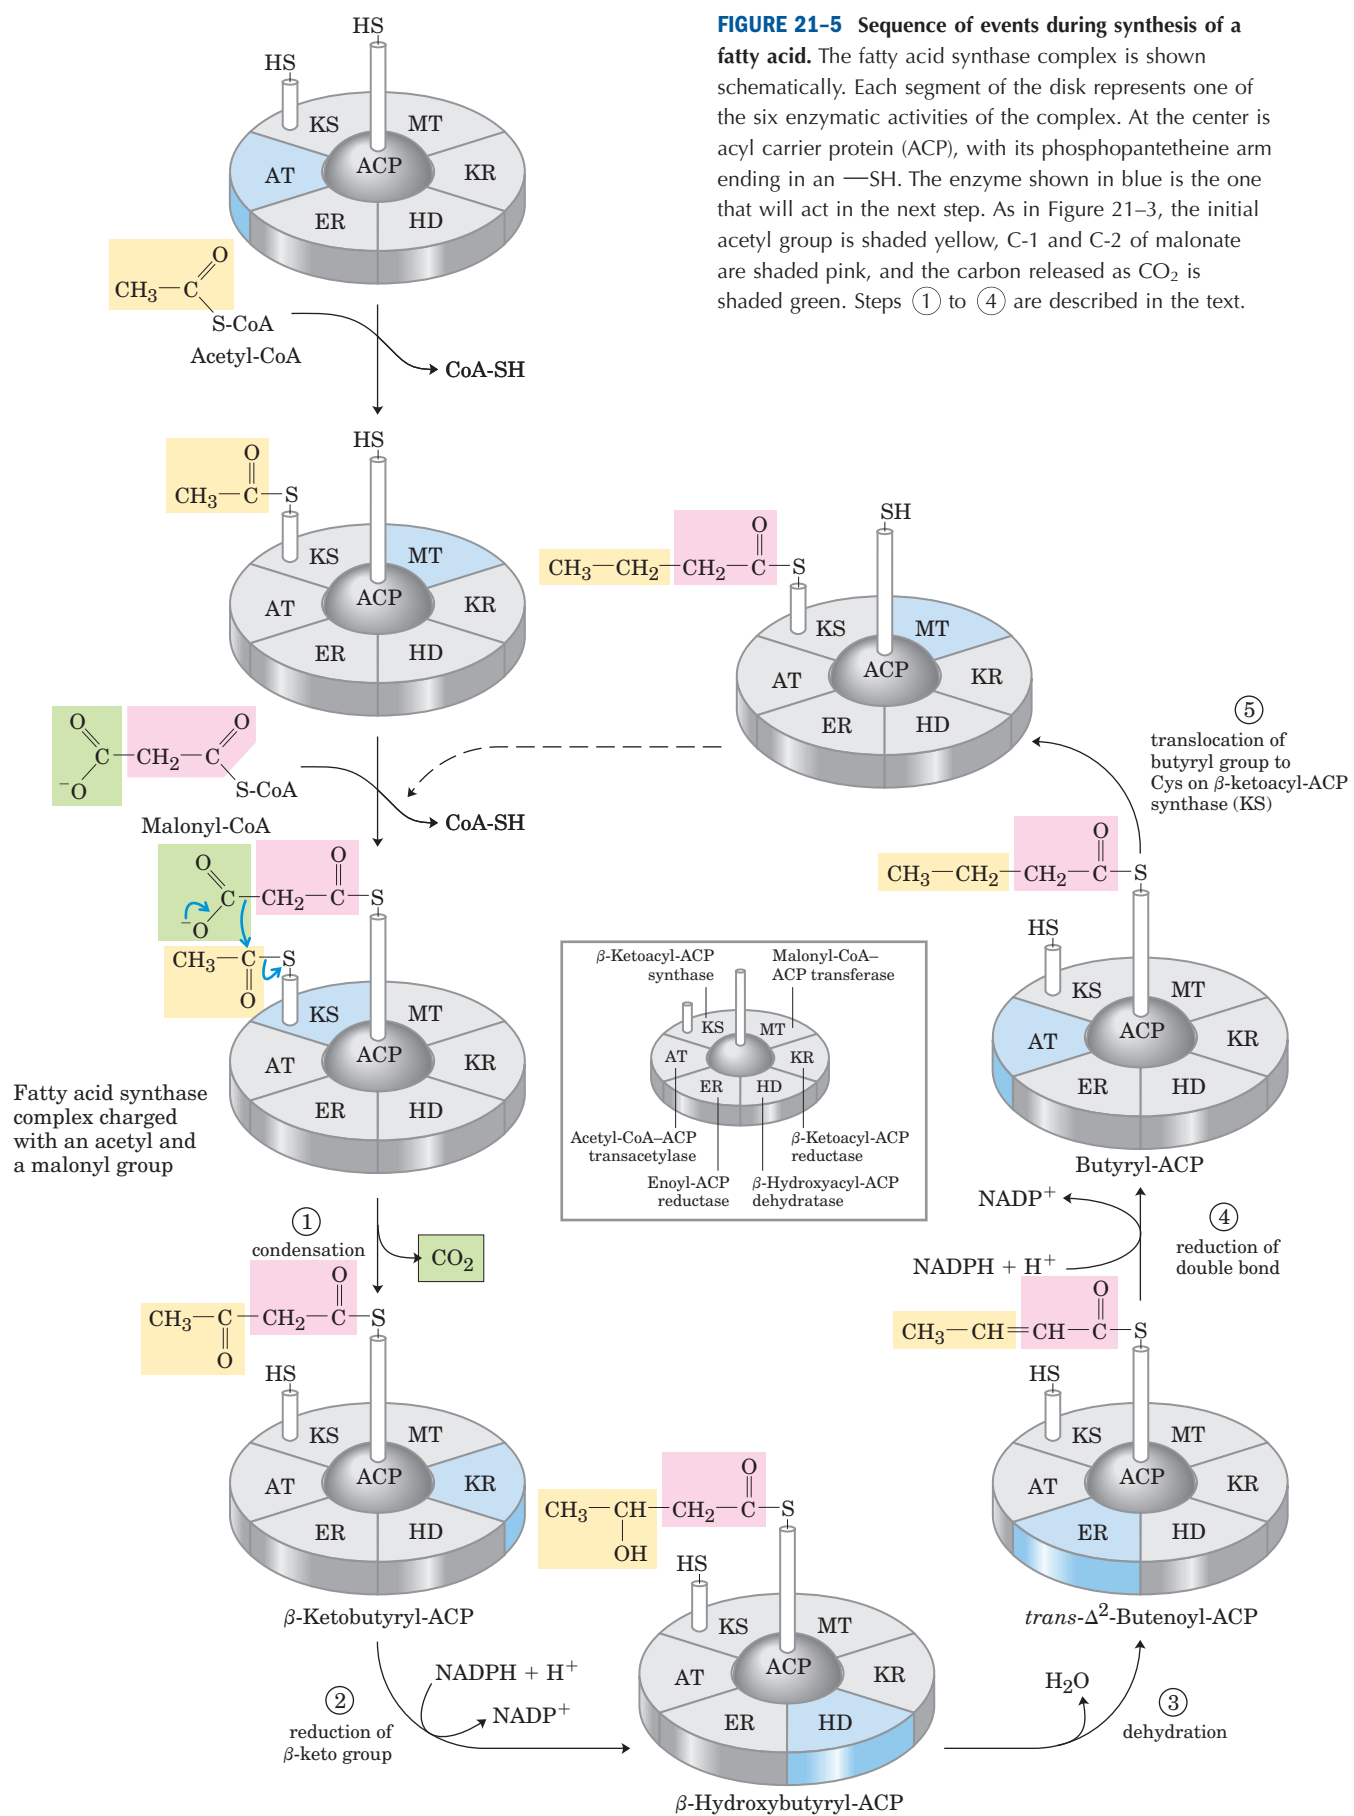 FIGURE 21–5 Sequence of events during synthesis of a
fatty acid. The fatty acid synthase complex is shown
schematically. Each segment of the disk represents one of
the six enzymatic activities of the complex. At the center is
acyl carrier protein (ACP), with its phosphopantetheine arm
ending in an —SH. The enzyme shown in blue is the one
that will act in the next step. As in Figure 21–3, the initial
acetyl group is shaded yellow, C-1 and C-2 of malonate
are shaded pink, and the carbon released as CO₂ is
shaded green. Steps ① to ④ are described in the text.
HS
HS
KS
MT
AT
ACP
KR
ER
HD
O
CH₃—C
S-CoA
Acetyl-CoA
CoA-SH
HS
O
CH₃—C—S
KS
MT
AT
ACP
KR
ER
HD
O
O
C—CH₂—C
⁻O
S-CoA
Malonyl-CoA
CoA-SH
O
O
C—CH₂—C—S
⁻O
CH₃—C—S
O
KS
MT
AT
ACP
KR
ER
HD
Fatty acid synthase
complex charged
with an acetyl and
a malonyl group
①
condensation
CO₂
O
CH₃—C—CH₂—C—S
O
HS
KS
MT
AT
ACP
KR
ER
HD
β-Ketobutyryl-ACP
NADPH + H⁺
NADP⁺
②
reduction of
β-keto group
O
CH₃—CH—CH₂—C—S
OH
HS
KS
MT
AT
ACP
KR
ER
HD
β-Hydroxybutyryl-ACP
H₂O
③
dehydration
O
CH₃—CH=CH—C—S
HS
KS
MT
AT
ACP
KR
ER
HD
trans-Δ²-Butenoyl-ACP
NADPH + H⁺
NADP⁺
④
reduction of
double bond
O
CH₃—CH₂—CH₂—C—S
HS
KS
MT
AT
ACP
KR
ER
HD
Butyryl-ACP
⑤
translocation of
butyryl group to
Cys on β-ketoacyl-ACP
synthase (KS)
SH
O
CH₃—CH₂—CH₂—C—S
KS
MT
AT
ACP
KR
ER
HD
β-Ketoacyl-ACP
synthase
Malonyl-CoA–
ACP transferase
KS
MT
AT
KR
ER
HD
Acetyl-CoA–ACP
transacetylase
β-Ketoacyl-ACP
reductase
Enoyl-ACP
reductase
β-Hydroxyacyl-ACP
dehydratase